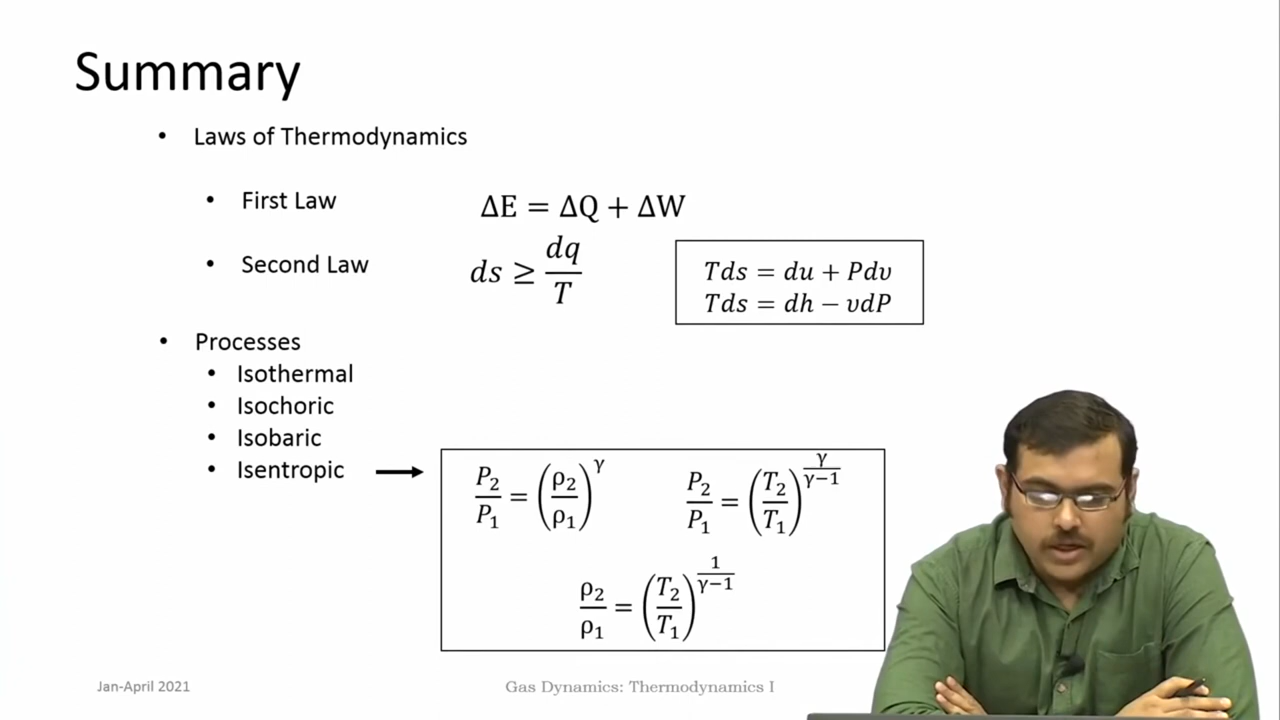 Summary
• Laws of Thermodynamics
• First Law ΔE = ΔQ + ΔW
• Second Law ds ≥ dq/T
Tds = du + Pdυ
Tds = dh − υdP
• Processes
• Isothermal
• Isochoric
• Isobaric
• Isentropic
P₂/P₁ = (ρ₂/ρ₁)^γ P₂/P₁ = (T₂/T₁)^(γ/(γ−1))
ρ₂/ρ₁ = (T₂/T₁)^(1/(γ−1))
Jan-April 2021 Gas Dynamics: Thermodynamics I